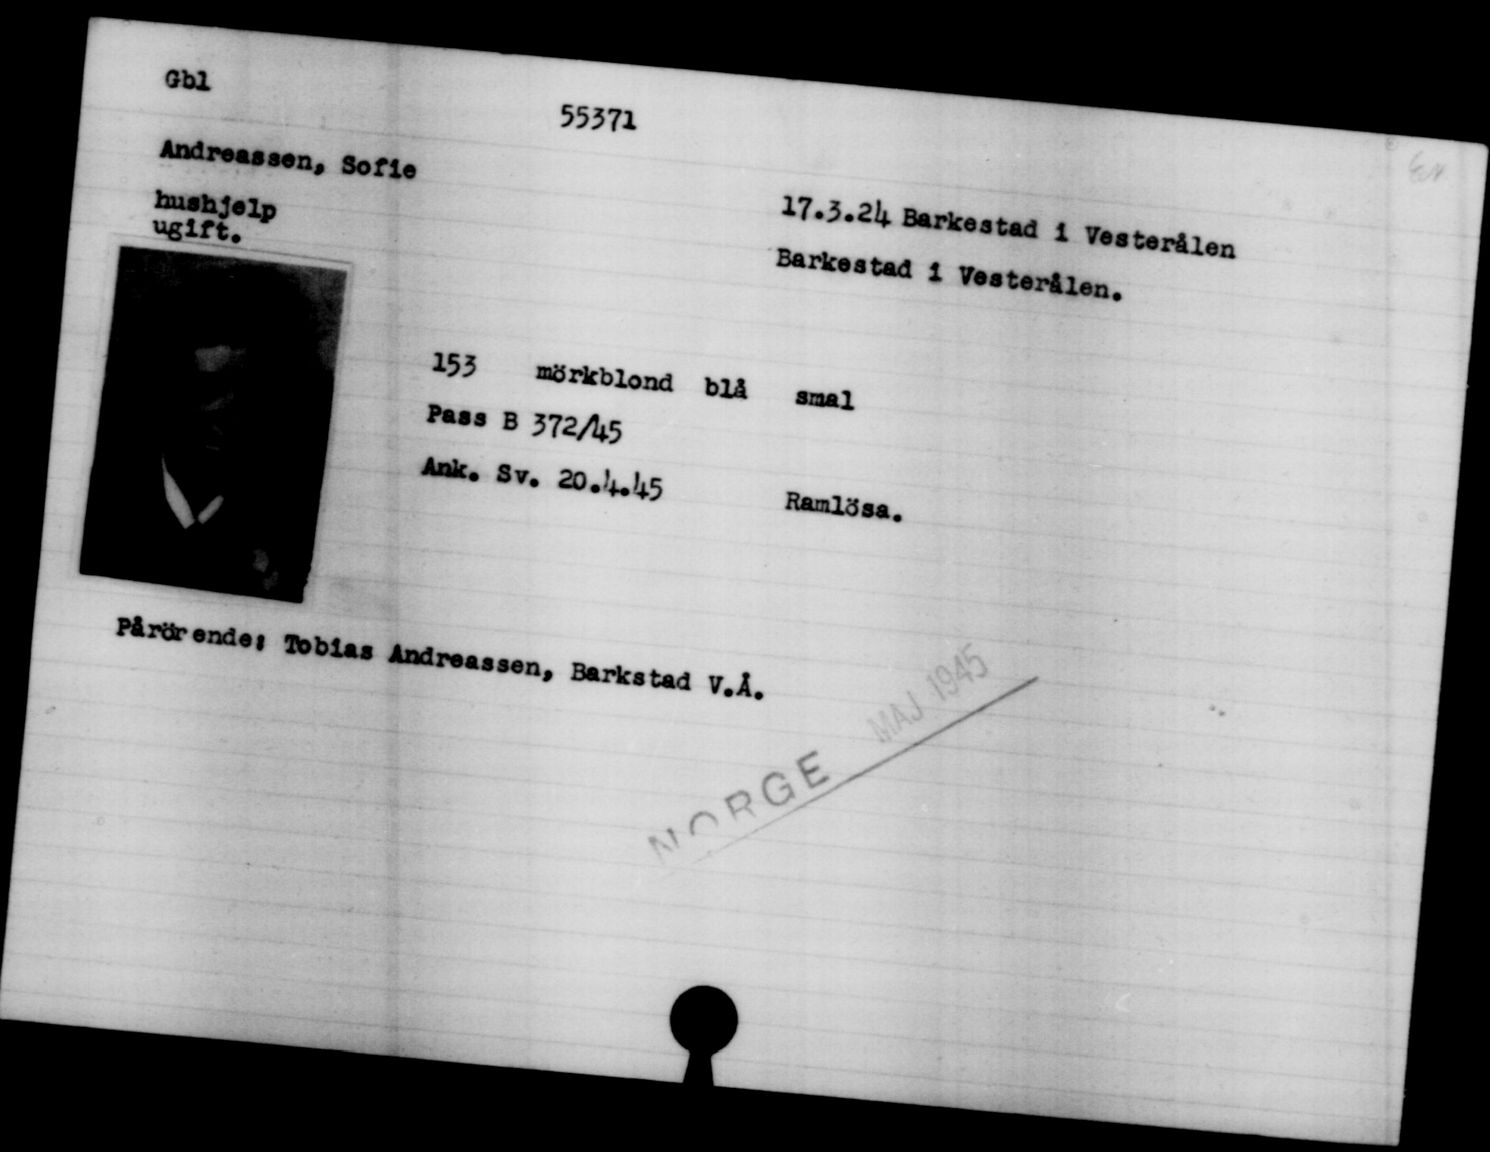 Gbl
55371
Andreassen, Sofie
hushjelp
ugift.
17.3.24 Barkestad i Vesterålen
Barkestad i Vesterålen.
153 mörkblond blå smal
Pass B 372/45
Ank. Sv. 20.4.45 Ramlösa.
Pårörende: Tobias Andreassen, Barkstad V.Å.
NORGE MAJ 1945